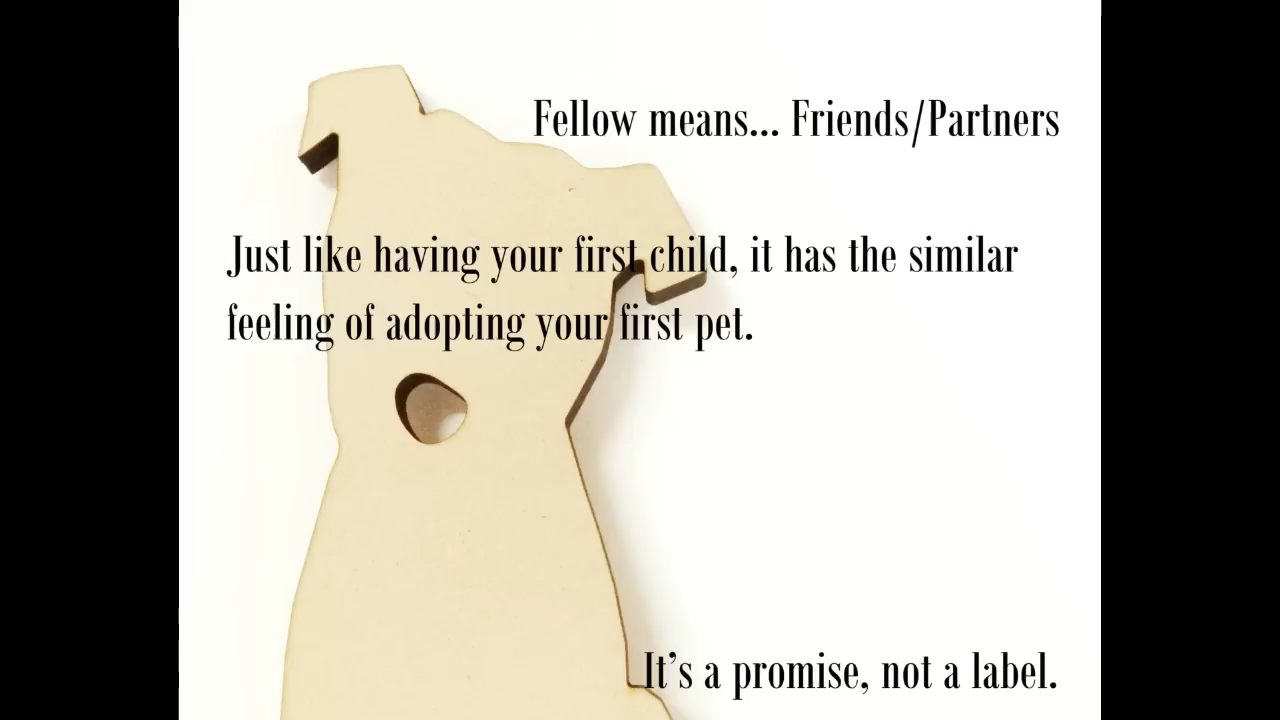 Fellow means... Friends/Partners
Just like having your first child, it has the similar
feeling of adopting your first pet.
It's a promise, not a label.